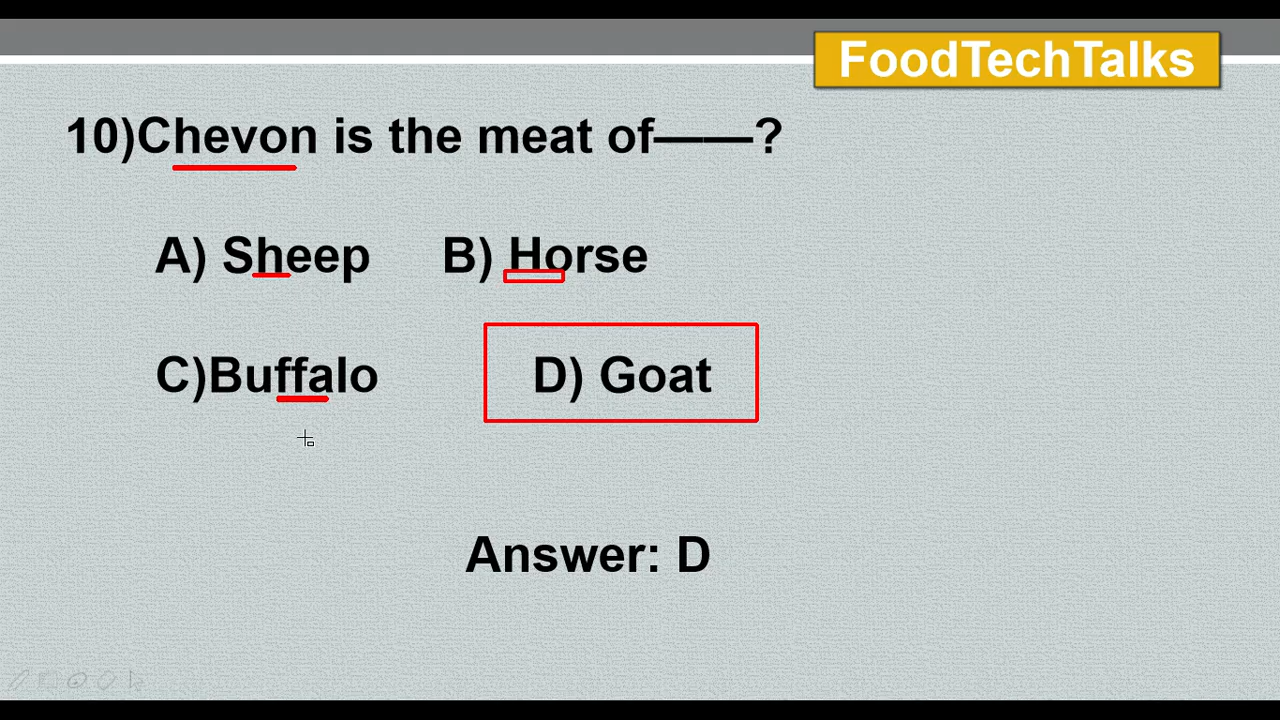 FoodTechTalks
10)Chevon is the meat of——?
A) Sheep B) Horse
C)Buffalo D) Goat
Answer: D